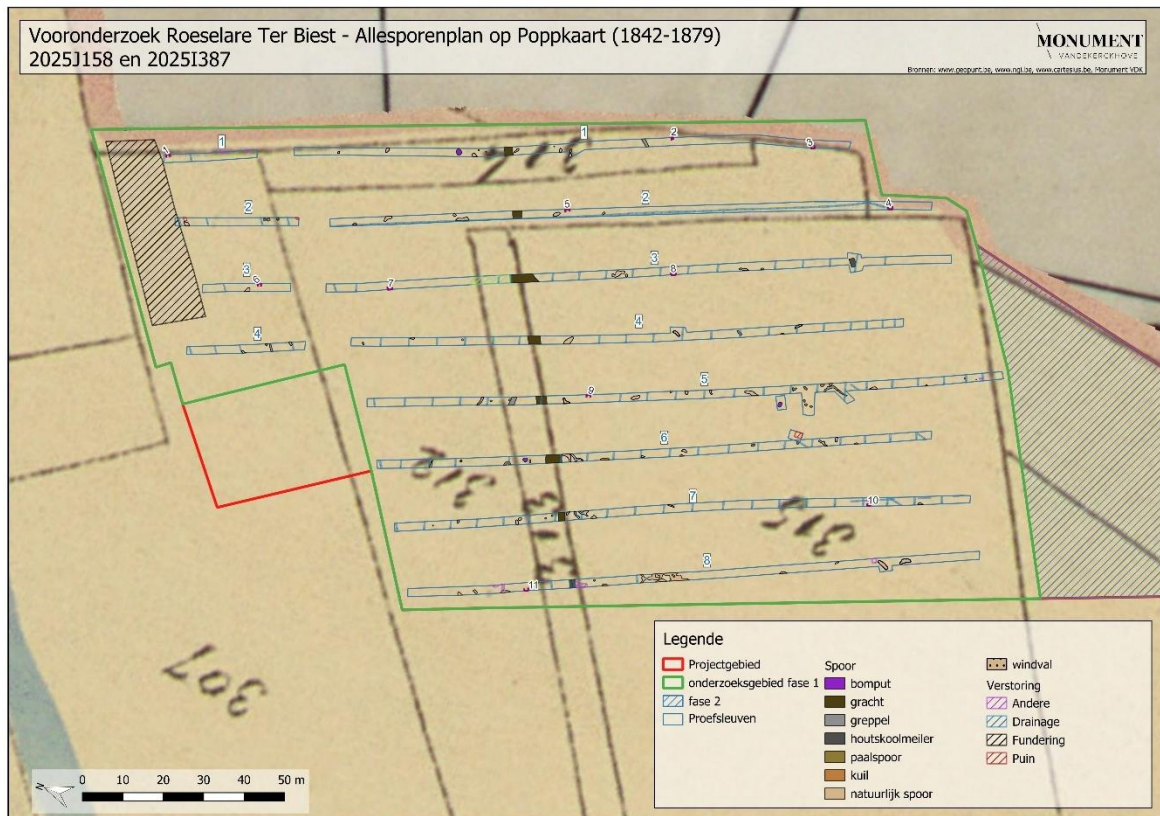 Vooronderzoek Roeselare Ter Biest - Allesporenplan op Poppkaart (1842-1879)
2025J158 en 2025I387
MONUMENT
VANDEKERCKHOVE
Bronnen: www.geopunt.be, www.ngi.be, www.cartesius.be, Monument VDK
1
1
1
2
3
2
5
2
4
3
6
7
3
8
4
4
9
5
6
312
313
7
10
315
8
11
307
Legende
Projectgebied
onderzoeksgebied fase 1
fase 2
Proefsleuven
Spoor
bomput
gracht
greppel
houtskoolmeiler
paalspoor
kuil
natuurlijk spoor
windval
Verstoring
Andere
Drainage
Fundering
Puin
N
0 10 20 30 40 50 m